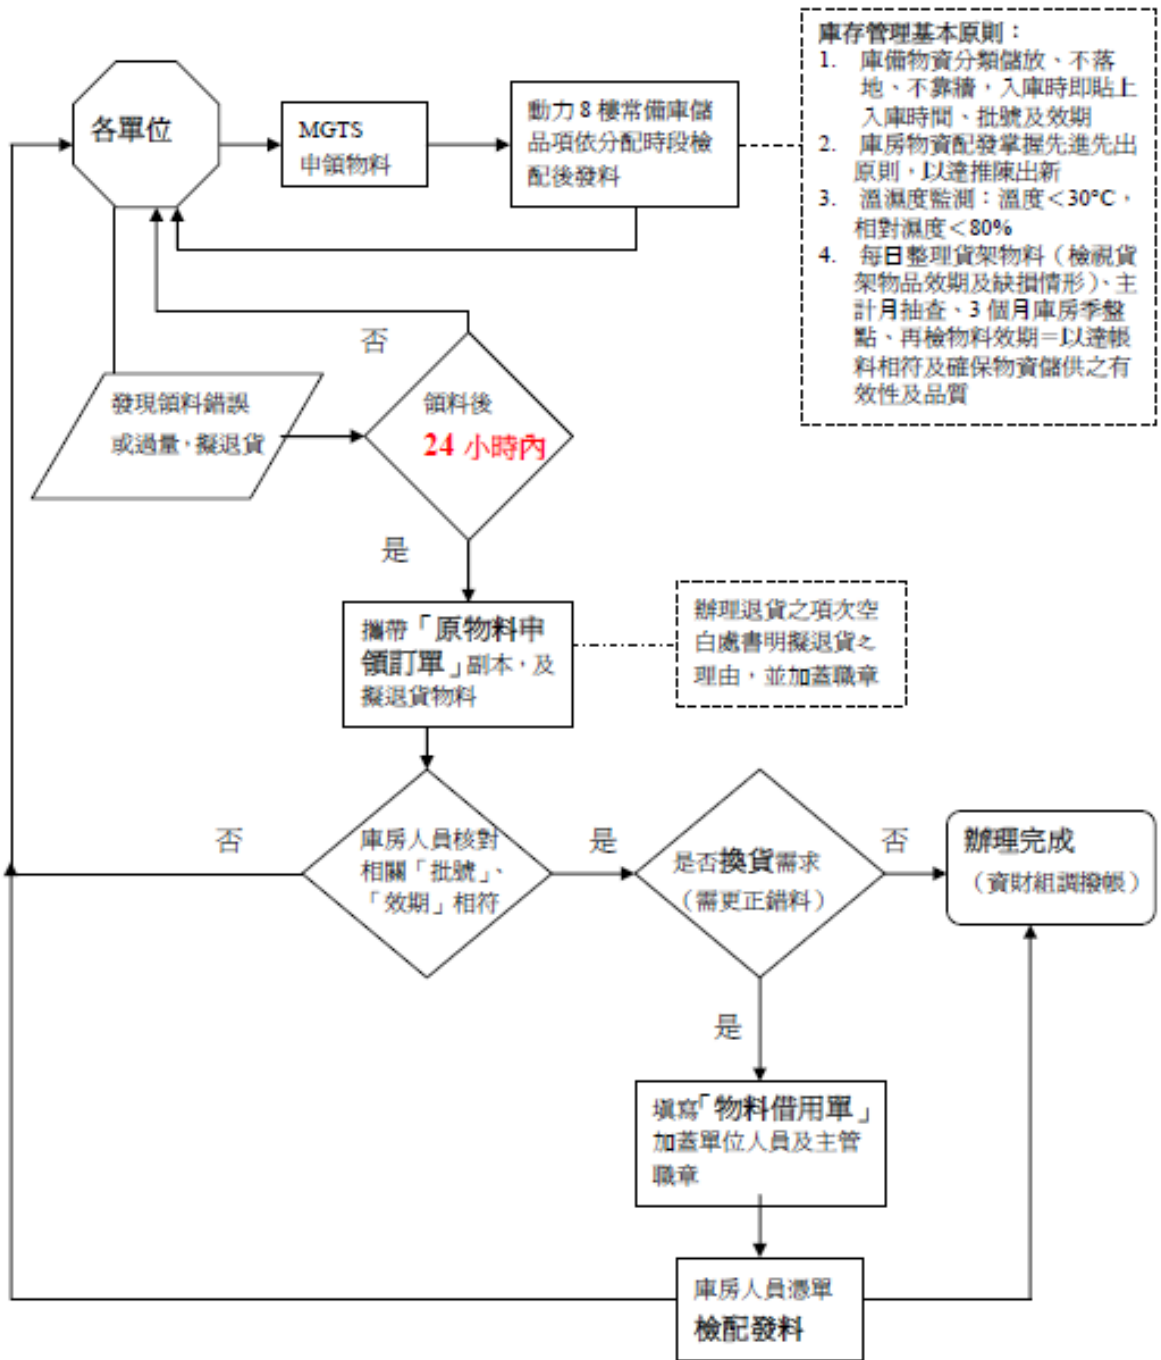 各單位
MGTS
申領物料
動力 8 樓常備庫儲
品項依分配時段檢
配後發料
庫存管理基本原則：
1. 庫備物資分類儲放、不落
地、不靠牆，入庫時即貼上
入庫時間、批號及效期
2. 庫房物資配發掌握先進先出
原則，以達推陳出新
3. 溫濕度監測：溫度＜30°C，
相對濕度＜80%
4. 每日整理貨架物料（檢視貨
架物品效期及缺損情形）、主
計月抽查、3 個月庫房季盤
點、再檢物料效期＝以達帳
料相符及確保物資儲供之有
效性及品質
否
發現領料錯誤
或過量，擬退貨
領料後
24 小時內
是
攜帶「原物料申
領訂單」副本，及
擬退貨物料
辦理退貨之項次空
白處書明擬退貨之
理由，並加蓋職章
否
庫房人員核對
相關「批號」、
「效期」相符
是
是否換貨需求
（需更正錯料）
否
辦理完成
（資財組調撥帳）
是
填寫「物料借用單」
加蓋單位人員及主管
職章
庫房人員憑單
檢配發料